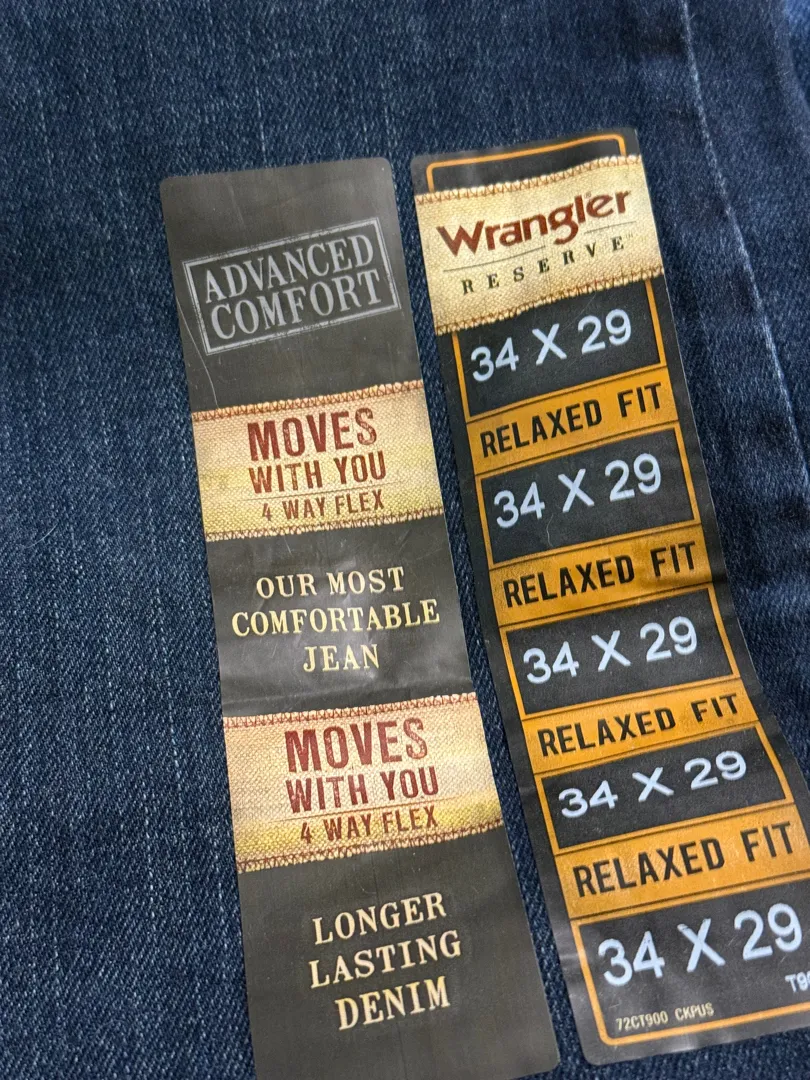 ADVANCED
COMFORT
MOVES
WITH YOU
4 WAY FLEX
OUR MOST
COMFORTABLE
JEAN
MOVES
WITH YOU
4 WAY FLEX
LONGER
LASTING
DENIM
Wrangler
RESERVE
34 X 29
RELAXED FIT
34 X 29
RELAXED FIT
34 X 29
RELAXED FIT
34 X 29
RELAXED FIT
34 X 29
72CT900 CKPUS